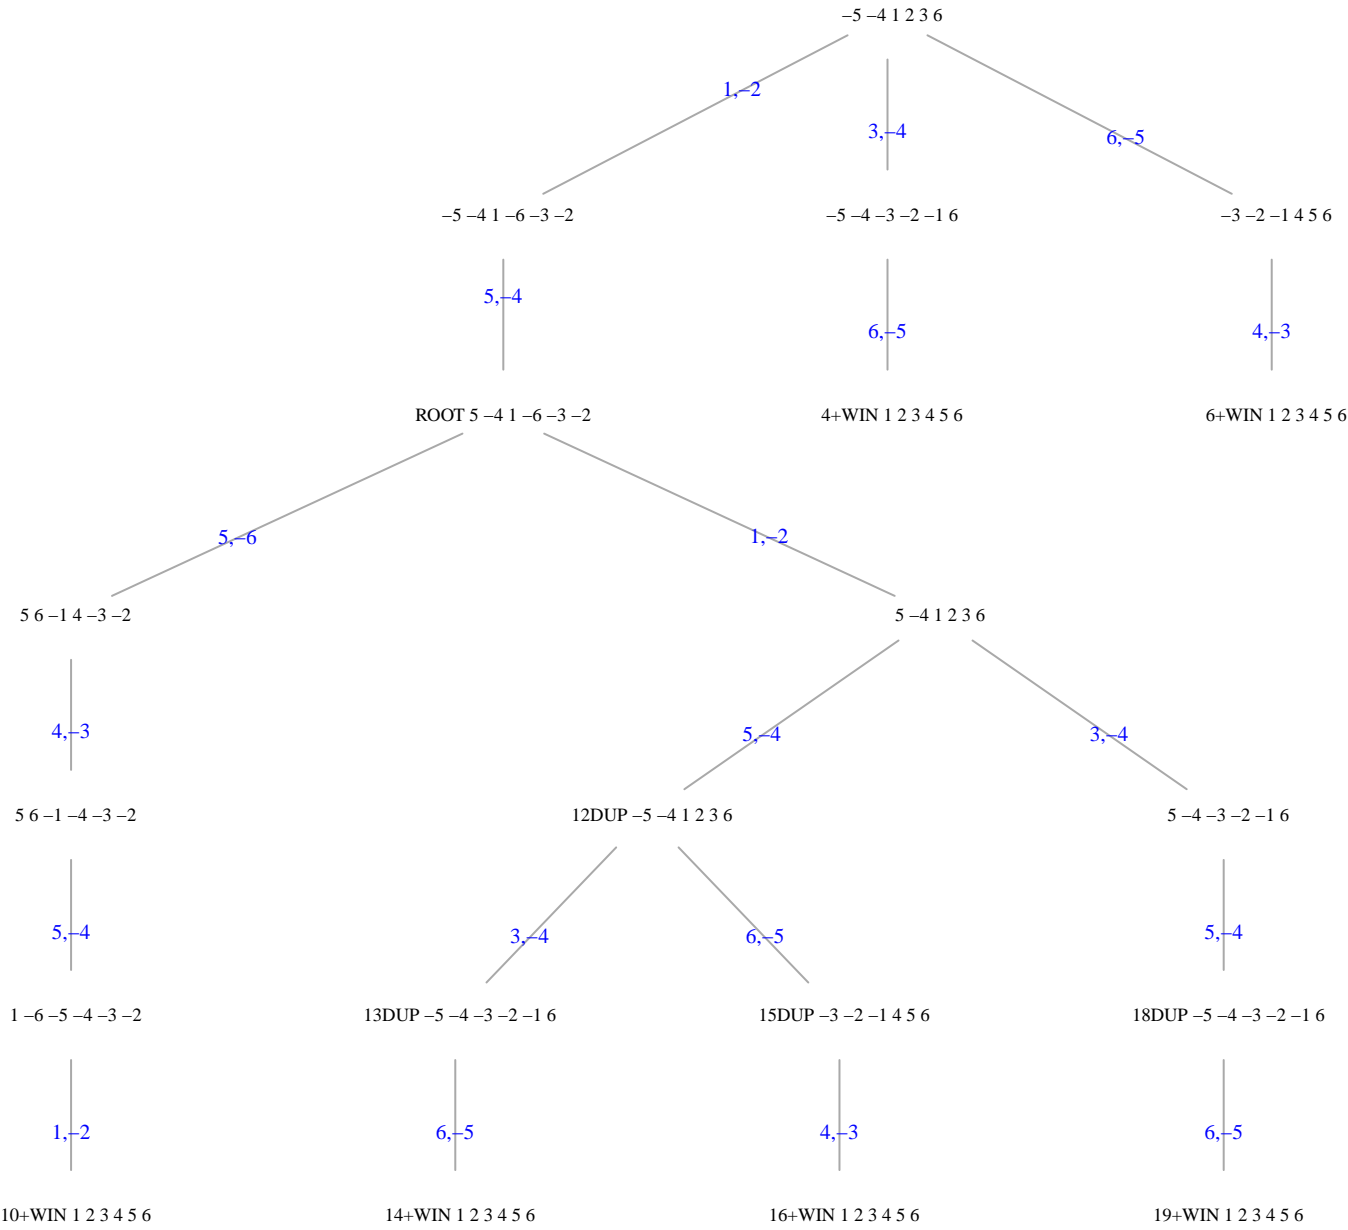 –5 –4 1 2 3 6
1,–2
3,–4
6,–5
–5 –4 1 –6 –3 –2
–5 –4 –3 –2 –1 6
–3 –2 –1 4 5 6
5,–4
6,–5
4,–3
ROOT 5 –4 1 –6 –3 –2
4+WIN 1 2 3 4 5 6
6+WIN 1 2 3 4 5 6
5,–6
1,–2
5 6 –1 4 –3 –2
5 –4 1 2 3 6
4,–3
5,–4
3,–4
5 6 –1 –4 –3 –2
12DUP –5 –4 1 2 3 6
5 –4 –3 –2 –1 6
5,–4
3,–4
6,–5
5,–4
1 –6 –5 –4 –3 –2
13DUP –5 –4 –3 –2 –1 6
15DUP –3 –2 –1 4 5 6
18DUP –5 –4 –3 –2 –1 6
1,–2
6,–5
4,–3
6,–5
10+WIN 1 2 3 4 5 6
14+WIN 1 2 3 4 5 6
16+WIN 1 2 3 4 5 6
19+WIN 1 2 3 4 5 6